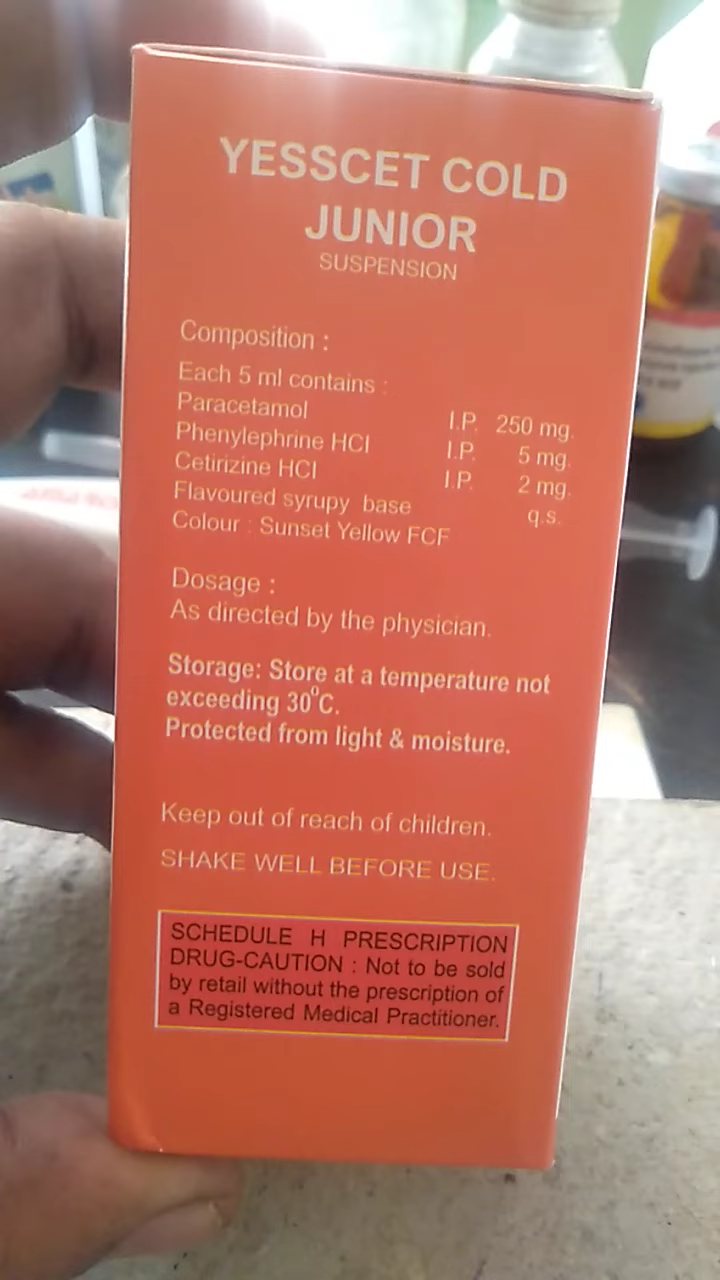 YESSCET COLD
JUNIOR
SUSPENSION
Composition :
Each 5 ml contains :
Paracetamol I.P. 250 mg.
Phenylephrine HCl I.P. 5 mg.
Cetirizine HCl I.P. 2 mg.
Flavoured syrupy base q.s.
Colour : Sunset Yellow FCF
Dosage :
As directed by the physician.
Storage: Store at a temperature not
exceeding 30°C.
Protected from light & moisture.
Keep out of reach of children.
SHAKE WELL BEFORE USE.
SCHEDULE H PRESCRIPTION
DRUG-CAUTION : Not to be sold
by retail without the prescription of
a Registered Medical Practitioner.